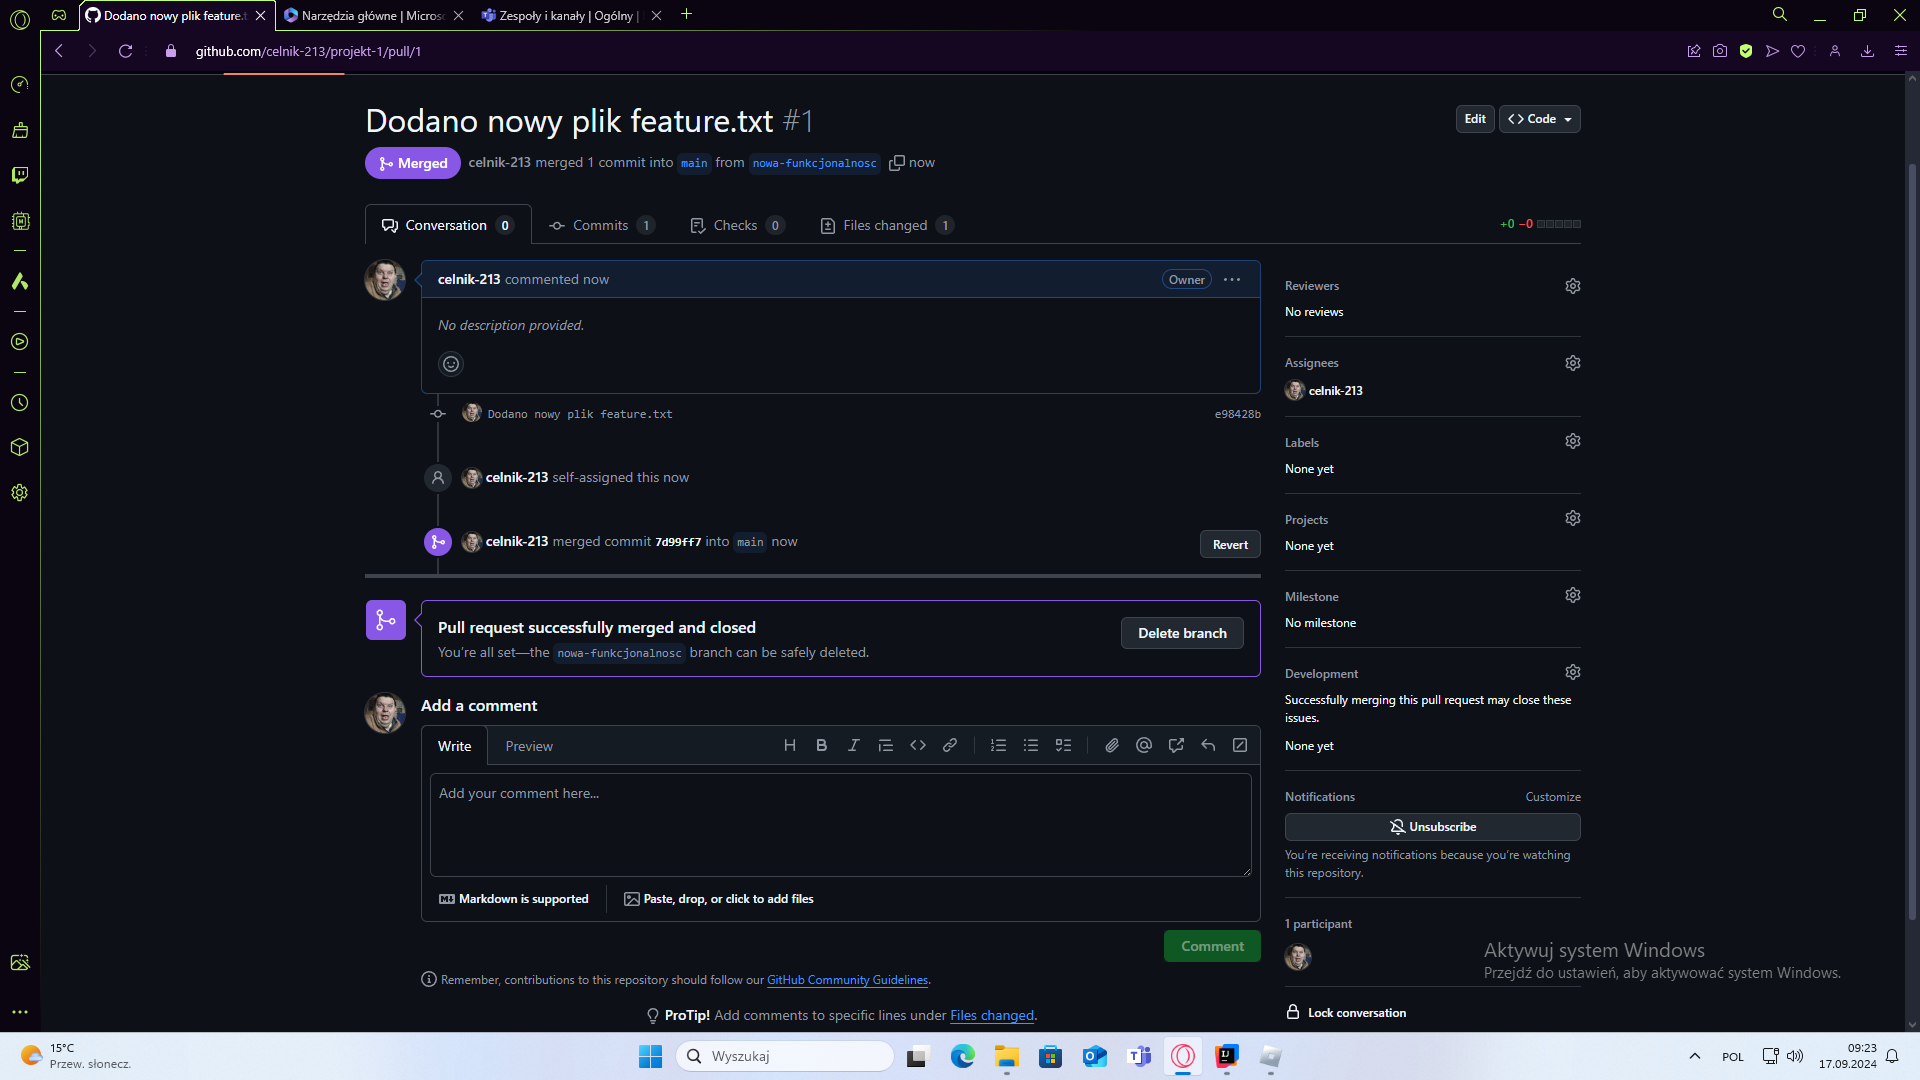 Dodano nowy plik feature.t
Narzędzia główne | Micros
Zespoły i kanały | Ogólny |
github.com/celnik-213/projekt-1/pull/1
Dodano nowy plik feature.txt #1
Edit
<> Code
Merged
celnik-213 merged 1 commit into main from nowa-funkcjonalnosc now
Conversation 0
Commits 1
Checks 0
Files changed 1
+0 −0
celnik-213 commented now
Owner
No description provided.
Dodano nowy plik feature.txt
e98428b
celnik-213 self-assigned this now
celnik-213 merged commit 7d99ff7 into main now
Revert
Pull request successfully merged and closed
You're all set—the nowa-funkcjonalnosc branch can be safely deleted.
Delete branch
Add a comment
Write
Preview
Add your comment here...
Markdown is supported
Paste, drop, or click to add files
Comment
Remember, contributions to this repository should follow our GitHub Community Guidelines.
ProTip! Add comments to specific lines under Files changed.
Reviewers
No reviews
Assignees
celnik-213
Labels
None yet
Projects
None yet
Milestone
No milestone
Development
Successfully merging this pull request may close these
issues.
None yet
Notifications
Customize
Unsubscribe
You're receiving notifications because you're watching
this repository.
1 participant
Aktywuj system Windows
Przejdź do ustawień, aby aktywować system Windows.
Lock conversation
15°C
Przew. słonecz.
Wyszukaj
POL
09:23
17.09.2024